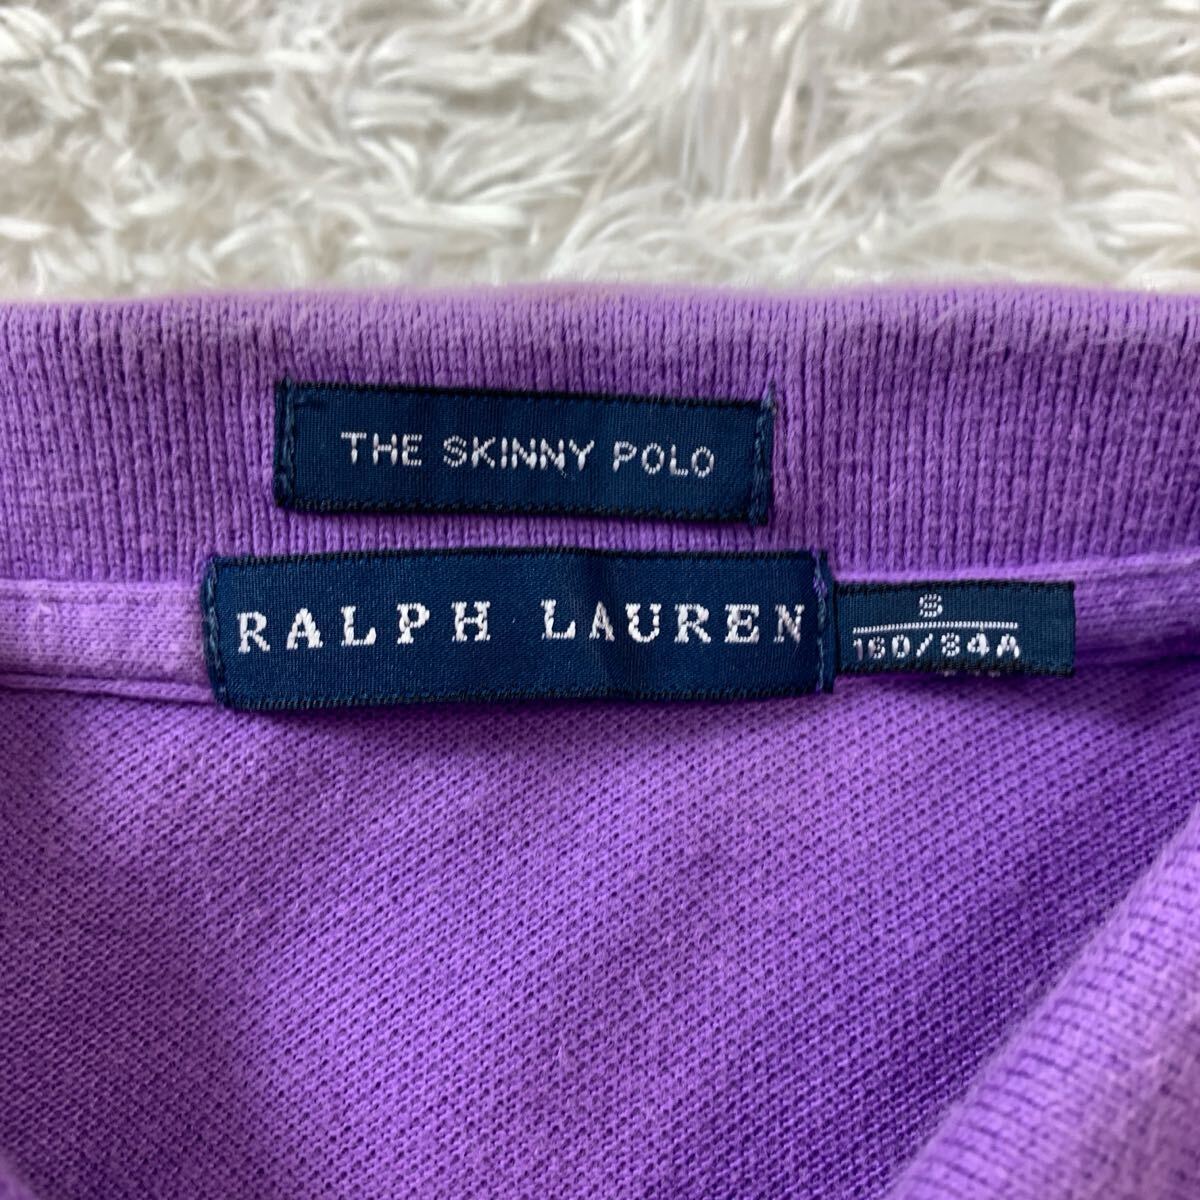 THE SKINNY POLO
RALPH LAUREN
S
160/84A